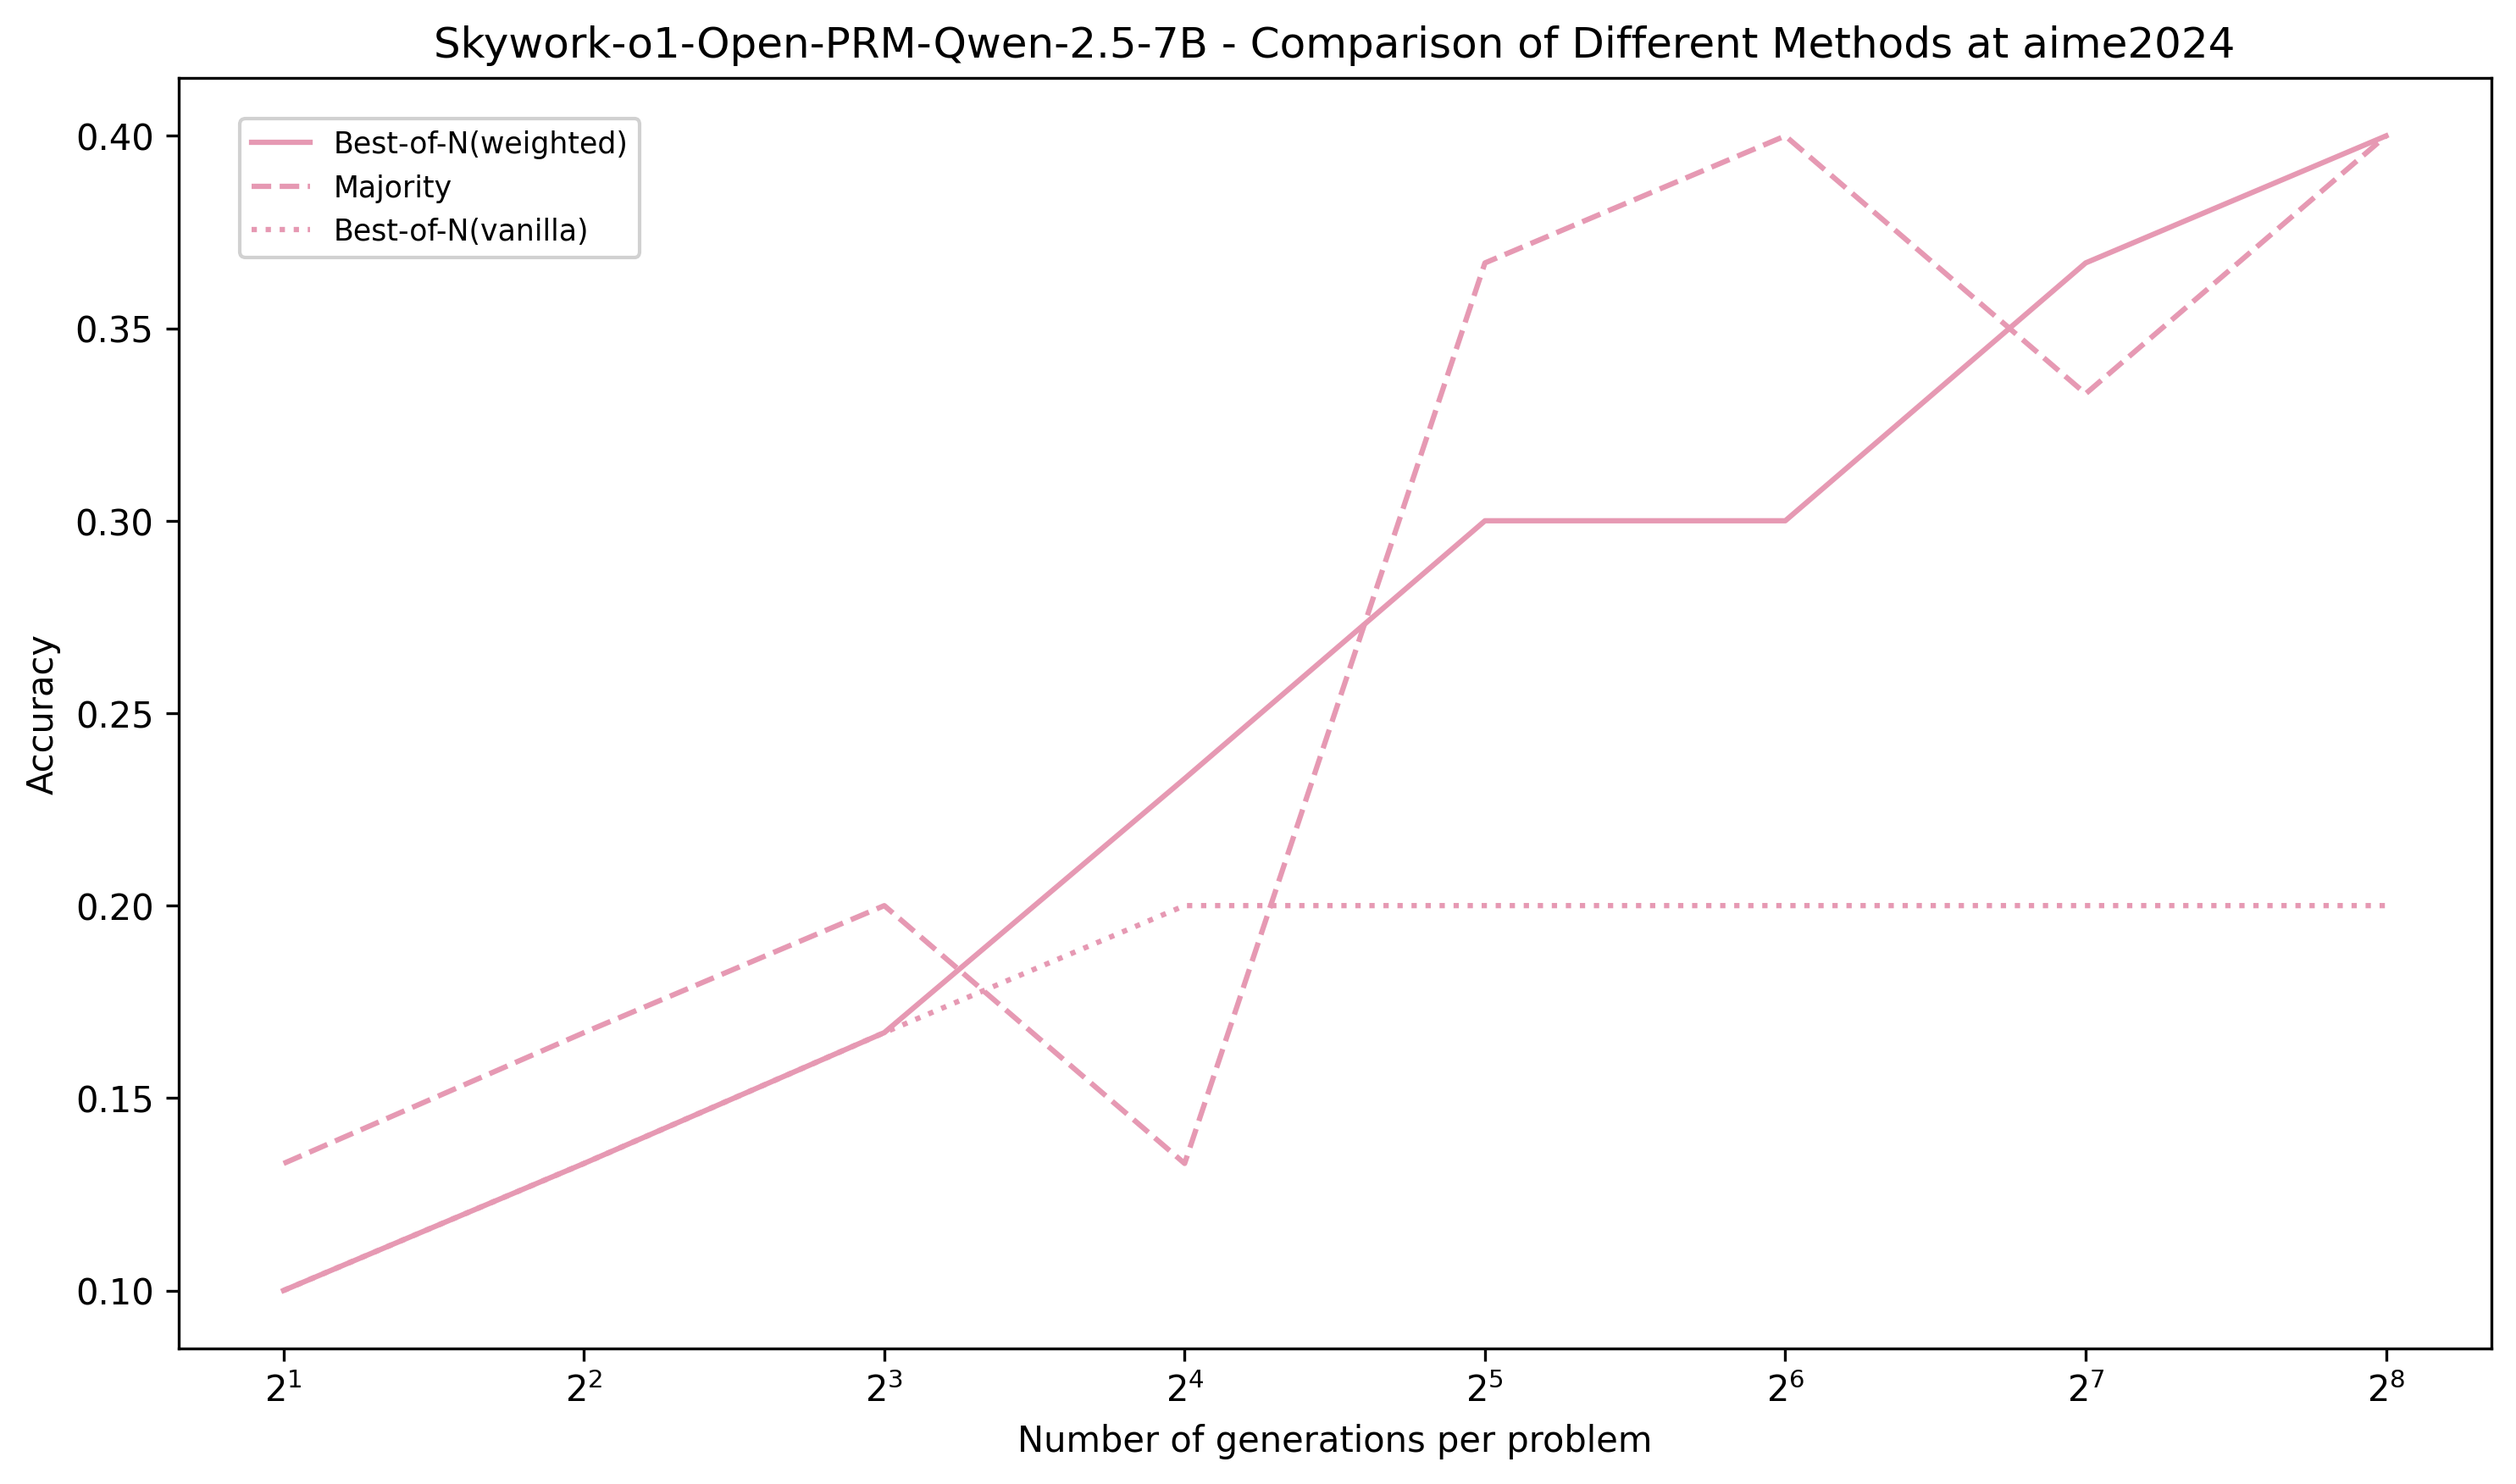 Skywork-o1-Open-PRM-Qwen-2.5-7B - Comparison of Different Methods at aime2024
Best-of-N(weighted)
Majority
Best-of-N(vanilla)
Accuracy
0.40
0.35
0.30
0.25
0.20
0.15
0.10
2¹ 2² 2³ 2⁴ 2⁵ 2⁶ 2⁷ 2⁸
Number of generations per problem